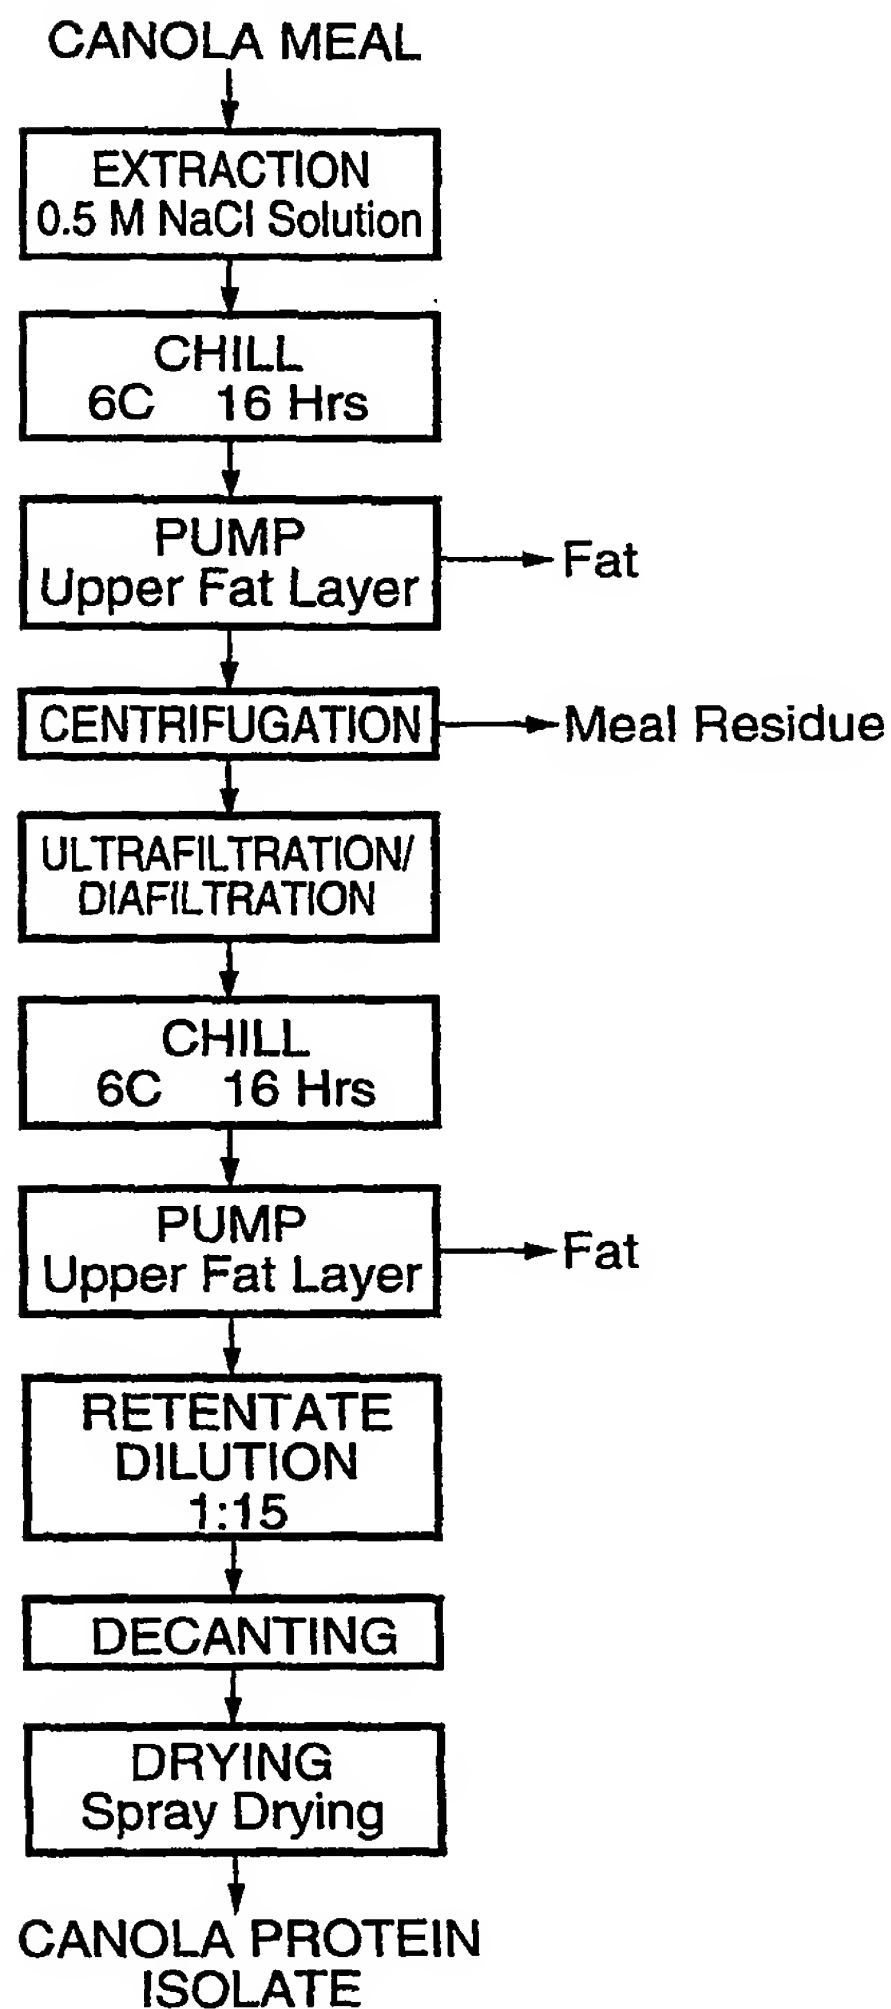 CANOLA MEAL
EXTRACTION
0.5 M NaCl Solution
CHILL
6C 16 Hrs
PUMP
Upper Fat Layer
Fat
CENTRIFUGATION
Meal Residue
ULTRAFILTRATION/
DIAFILTRATION
CHILL
6C 16 Hrs
PUMP
Upper Fat Layer
Fat
RETENTATE
DILUTION
1:15
DECANTING
DRYING
Spray Drying
CANOLA PROTEIN
ISOLATE